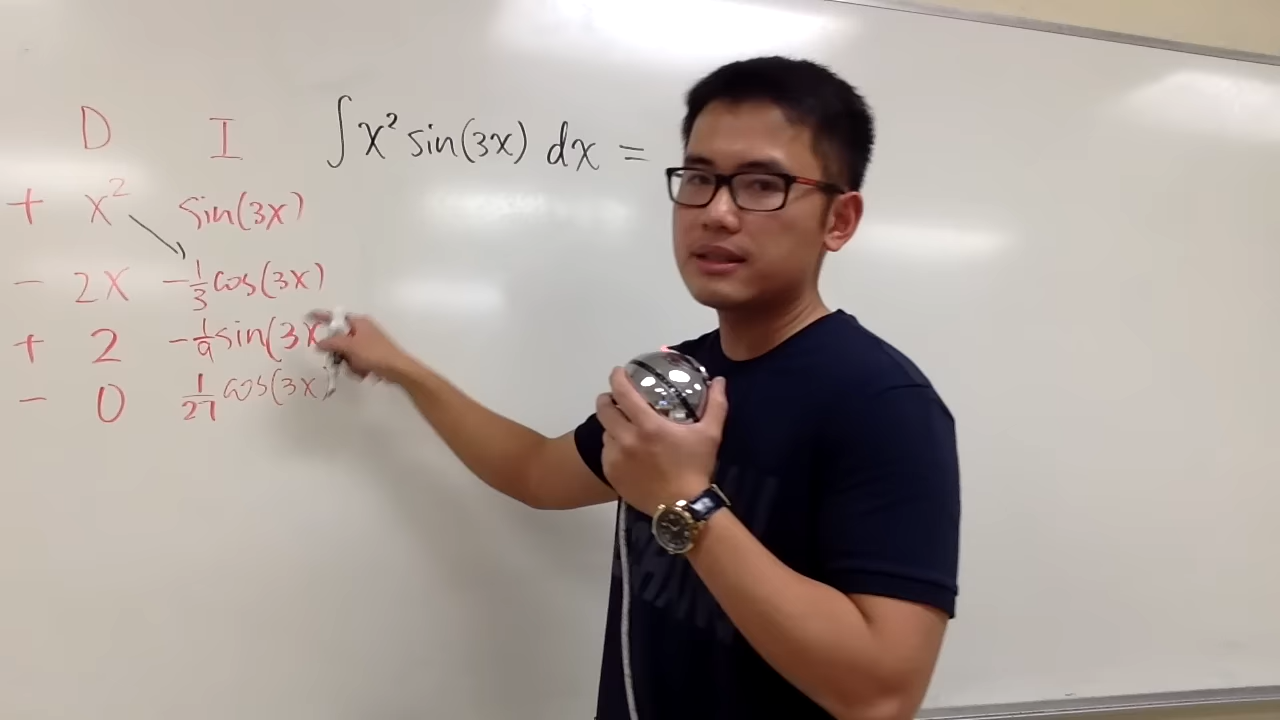 D I ∫x² sin(3x) dx =
+ x² sin(3x)
- 2x -1/3 cos(3x)
+ 2 -1/9 sin(3x
- 0 1/27 cos(3x)